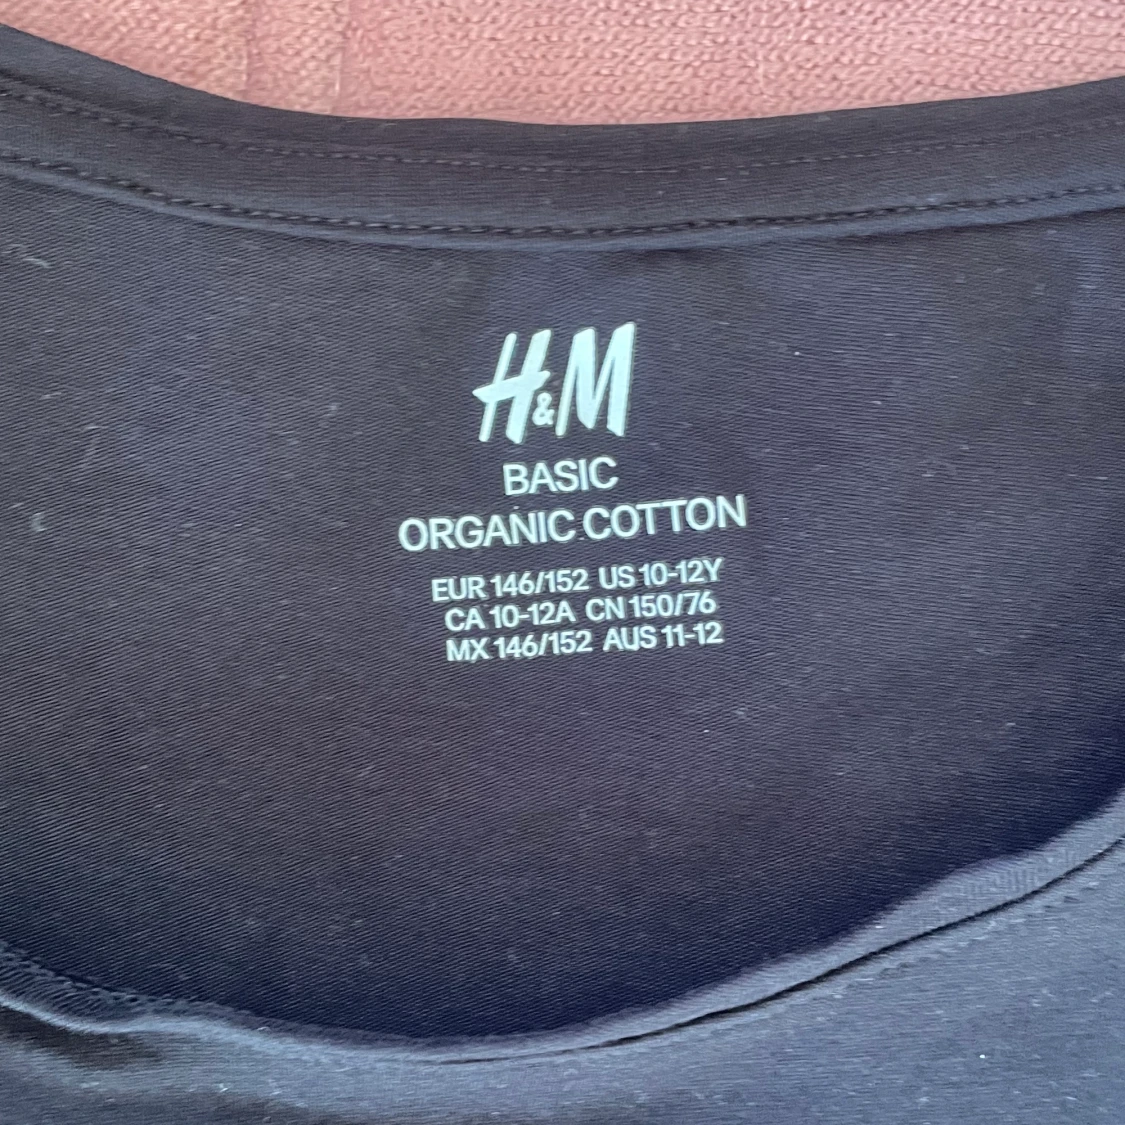 H&M
BASIC
ORGANIC COTTON
EUR 146/152 US 10-12Y
CA 10-12A CN 150/76
MX 146/152 AUS 11-12